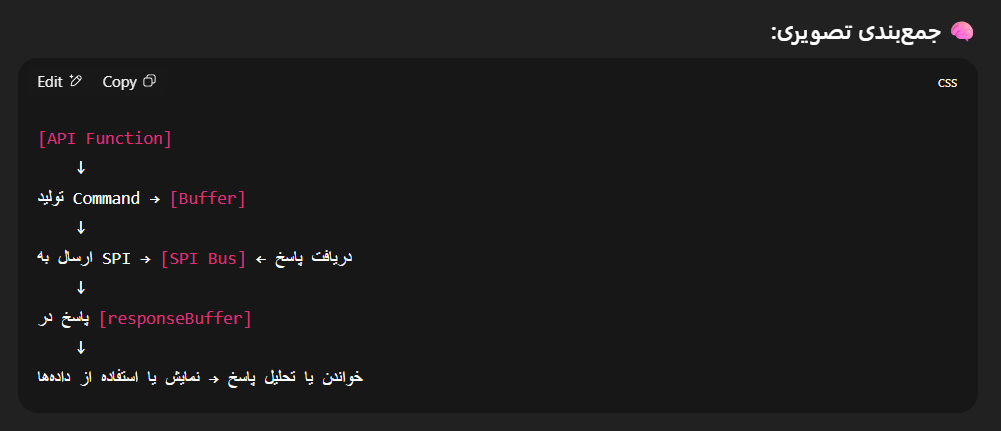 🧠 جمع‌بندی تصویری:
Edit Copy css
[API Function]
↓
تولید Command → [Buffer]
↓
ارسال به SPI → [SPI Bus] ← دریافت پاسخ
↓
پاسخ در [responseBuffer]
↓
خواندن یا تحلیل پاسخ → نمایش یا استفاده از داده‌ها